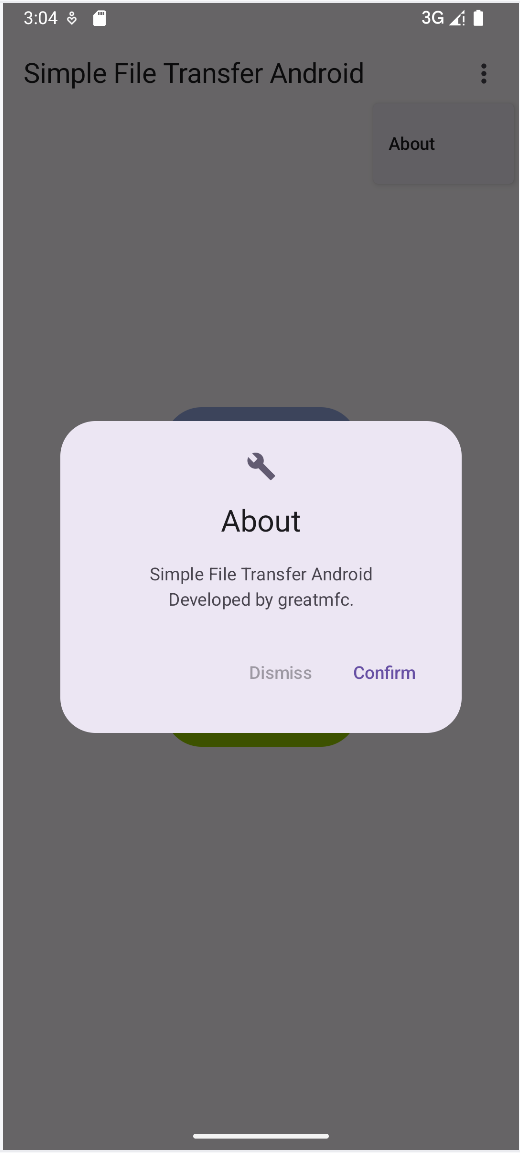 3:04
3G
Simple File Transfer Android
About
About
Simple File Transfer Android
Developed by greatmfc.
Dismiss
Confirm